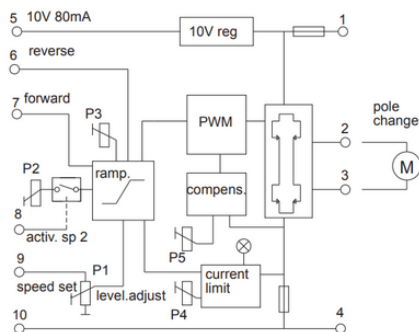 5 10V 80mA
10V reg
1
6 reverse
7 forward
P3
PWM
pole
change
2
M
3
P2
ramp.
compens.
8
activ. sp 2
P5
9
speed set
P1
level.adjust
P4
current
limit
10
4